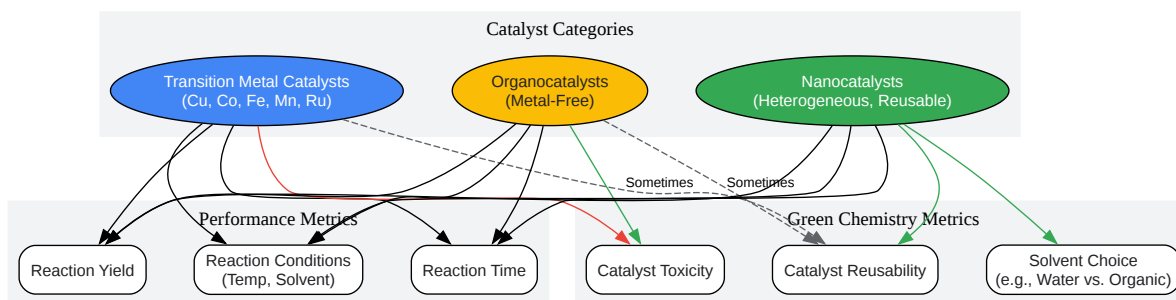 Catalyst Categories
Transition Metal Catalysts
(Cu, Co, Fe, Mn, Ru)
Organocatalysts
(Metal-Free)
Nanocatalysts
(Heterogeneous, Reusable)
Sometimes
Sometimes
Performance Metrics
Green Chemistry Metrics
Reaction Yield
Reaction Conditions
(Temp, Solvent)
Reaction Time
Catalyst Toxicity
Catalyst Reusability
Solvent Choice
(e.g., Water vs. Organic)